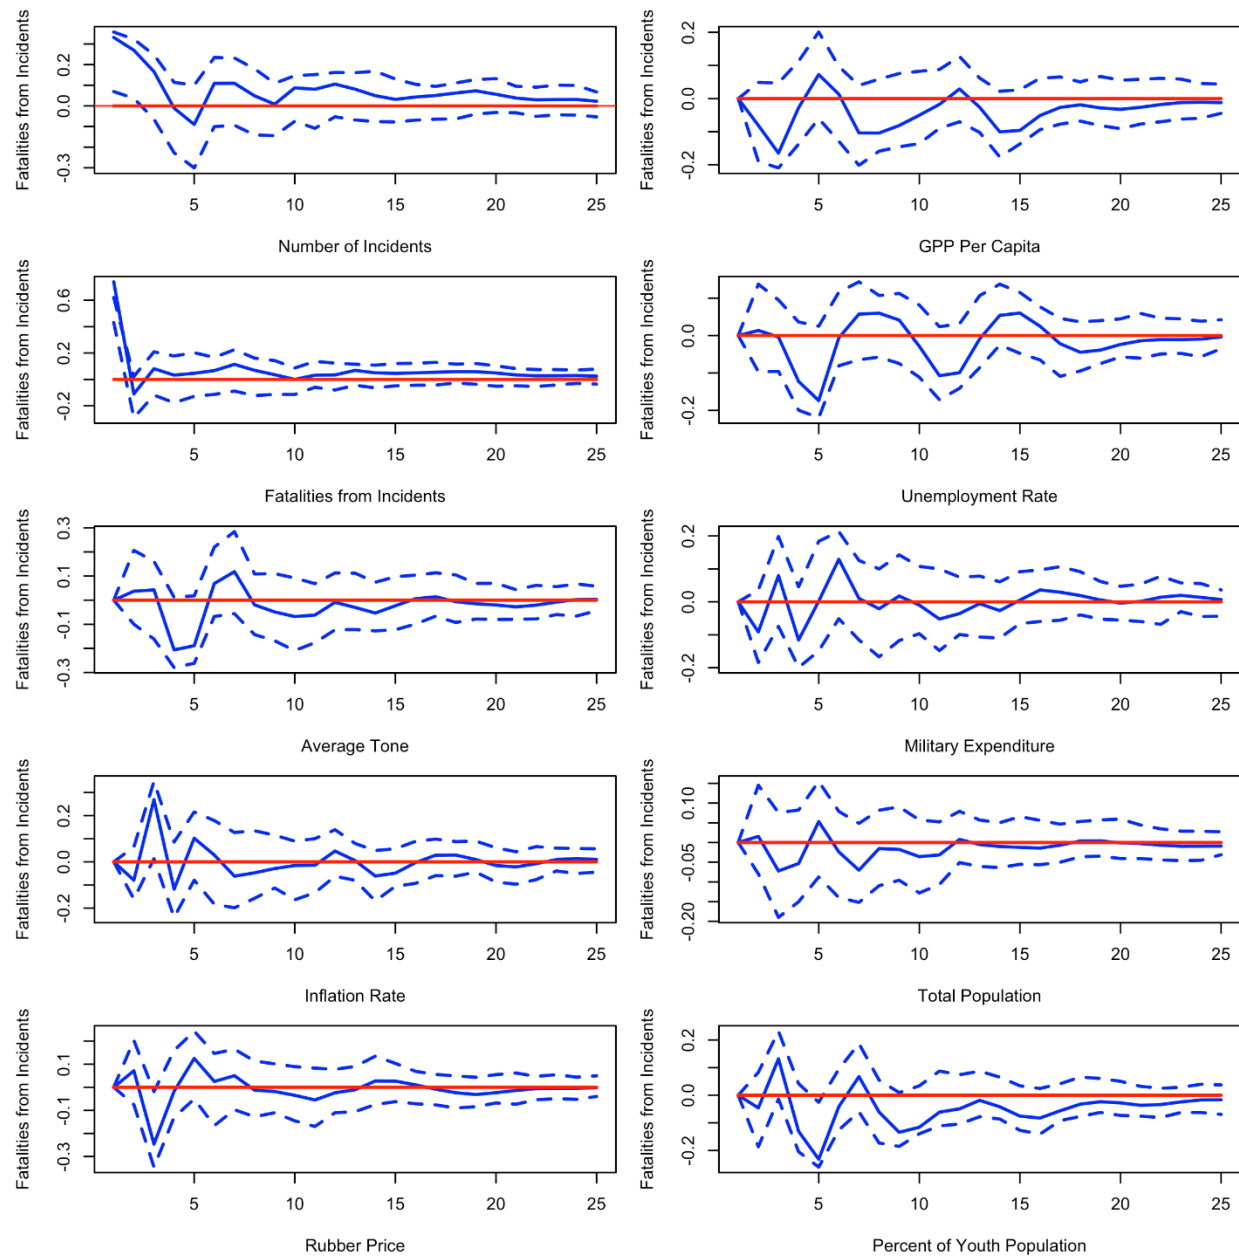 Fatalities from Incidents
0.2
0.0
-0.3
5 10 15 20 25
Number of Incidents
Fatalities from Incidents
0.2
0.0
-0.2
5 10 15 20 25
GPP Per Capita
Fatalities from Incidents
0.6
0.2
-0.2
5 10 15 20 25
Fatalities from Incidents
Fatalities from Incidents
0.0
-0.2
5 10 15 20 25
Unemployment Rate
Fatalities from Incidents
0.3
0.1
-0.1
-0.3
5 10 15 20 25
Average Tone
Fatalities from Incidents
0.2
0.0
-0.2
5 10 15 20 25
Military Expenditure
Fatalities from Incidents
0.2
0.0
-0.2
5 10 15 20 25
Inflation Rate
Fatalities from Incidents
0.10
-0.05
-0.20
5 10 15 20 25
Total Population
Fatalities from Incidents
0.1
-0.1
-0.3
5 10 15 20 25
Rubber Price
Fatalities from Incidents
0.2
0.0
-0.2
5 10 15 20 25
Percent of Youth Population